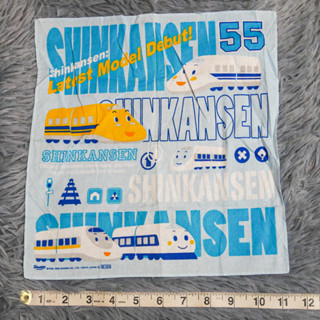 SHINKANSEN 55
Shinkansen:
Latest Model Debut!
SHINKANSEN
SHINKANSEN
SHINKANSEN
SHINKANSEN
1 2 3 4 5 6 7 8 9 10 11 12